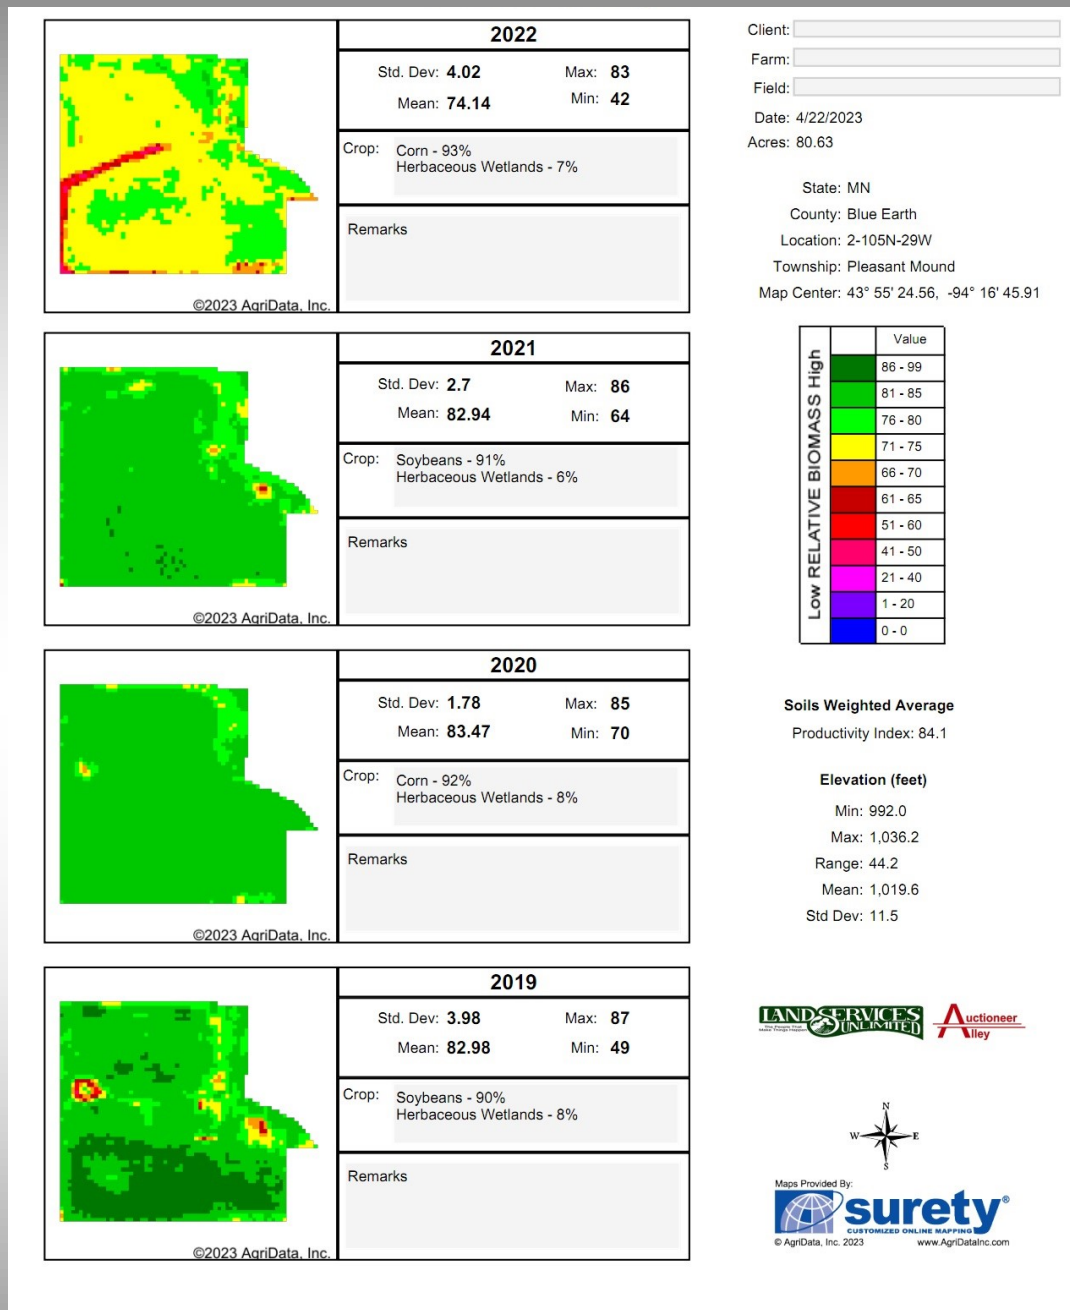 2022
Std. Dev: 4.02 Max: 83
Mean: 74.14 Min: 42
Crop: Corn - 93%
Herbaceous Wetlands - 7%
Remarks
©2023 AgriData, Inc.
2021
Std. Dev: 2.7 Max: 86
Mean: 82.94 Min: 64
Crop: Soybeans - 91%
Herbaceous Wetlands - 6%
Remarks
©2023 AgriData, Inc.
2020
Std. Dev: 1.78 Max: 85
Mean: 83.47 Min: 70
Crop: Corn - 92%
Herbaceous Wetlands - 8%
Remarks
©2023 AgriData, Inc.
2019
Std. Dev: 3.98 Max: 87
Mean: 82.98 Min: 49
Crop: Soybeans - 90%
Herbaceous Wetlands - 8%
Remarks
©2023 AgriData, Inc.
Client:
Farm:
Field:
Date: 4/22/2023
Acres: 80.63
State: MN
County: Blue Earth
Location: 2-105N-29W
Township: Pleasant Mound
Map Center: 43° 55' 24.56, -94° 16' 45.91
Low RELATIVE BIOMASS High
Value
86 - 99
81 - 85
76 - 80
71 - 75
66 - 70
61 - 65
51 - 60
41 - 50
21 - 40
1 - 20
0 - 0
Soils Weighted Average
Productivity Index: 84.1
Elevation (feet)
Min: 992.0
Max: 1,036.2
Range: 44.2
Mean: 1,019.6
Std Dev: 11.5
LAND SERVICES
UNLIMITED
The People That
Make Things Happen
Auctioneer
Alley
N
W E
S
Maps Provided By:
surety®
CUSTOMIZED ONLINE MAPPING
© AgriData, Inc. 2023 www.AgriDataInc.com